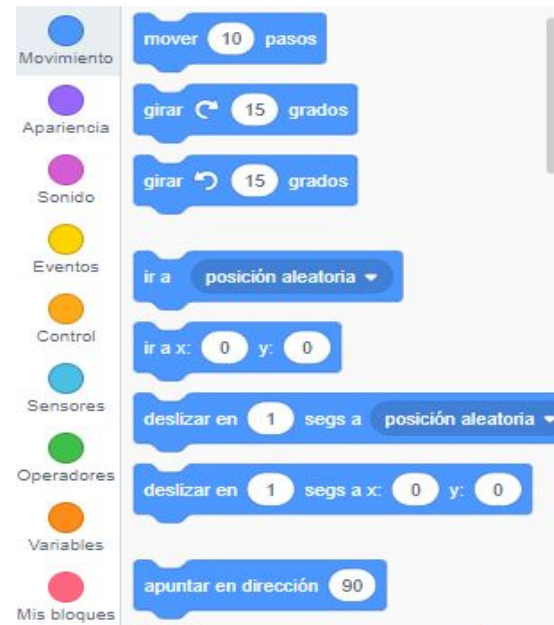 Movimiento
Apariencia
Sonido
Eventos
Control
Sensores
Operadores
Variables
Mis bloques
mover 10 pasos
girar 15 grados
girar 15 grados
ir a posición aleatoria
ir a x: 0 y: 0
deslizar en 1 segs a posición aleatoria
deslizar en 1 segs a x: 0 y: 0
apuntar en dirección 90